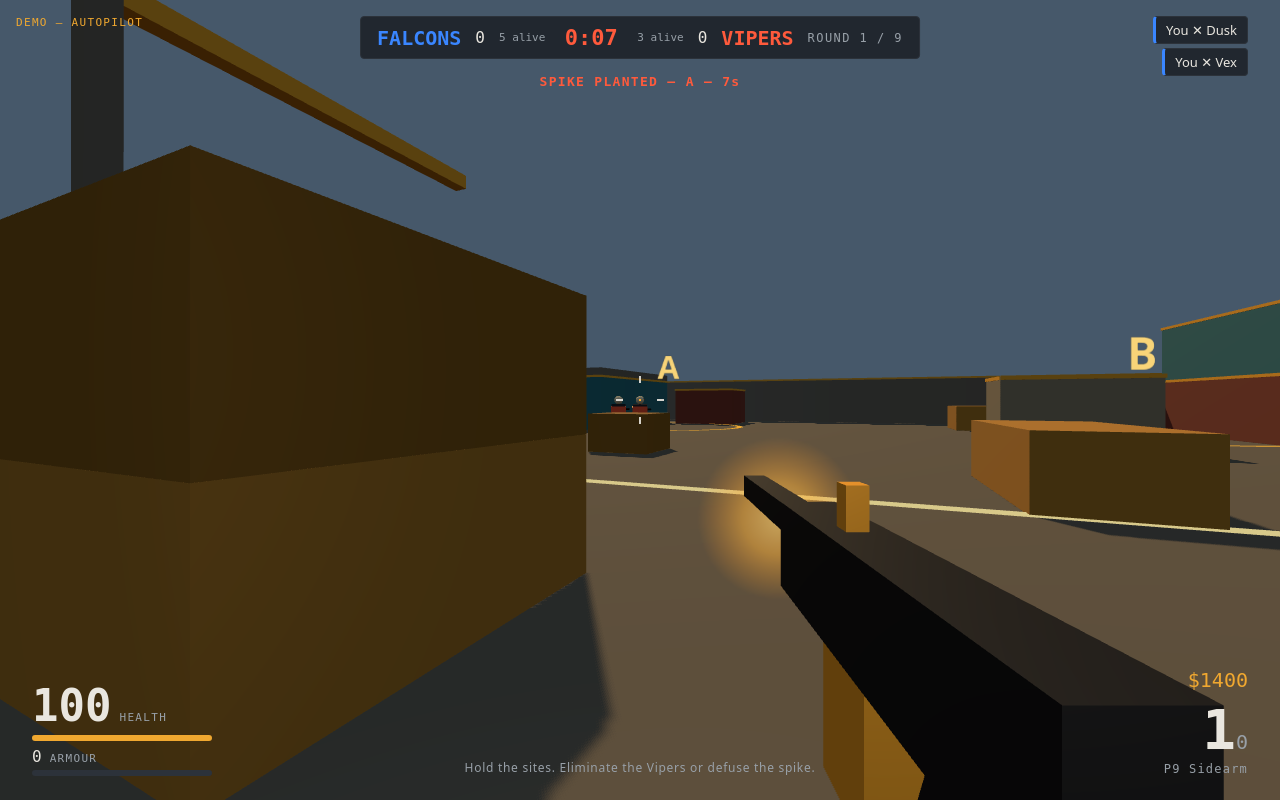 DEMO — AUTOPILOT
FALCONS 0 5 alive 0:07 3 alive 0 VIPERS ROUND 1 / 9
SPIKE PLANTED — A — 7s
You ✕ Dusk
You ✕ Vex
A
B
100 HEALTH
0 ARMOUR
Hold the sites. Eliminate the Vipers or defuse the spike.
$1400
1 0
P9 Sidearm